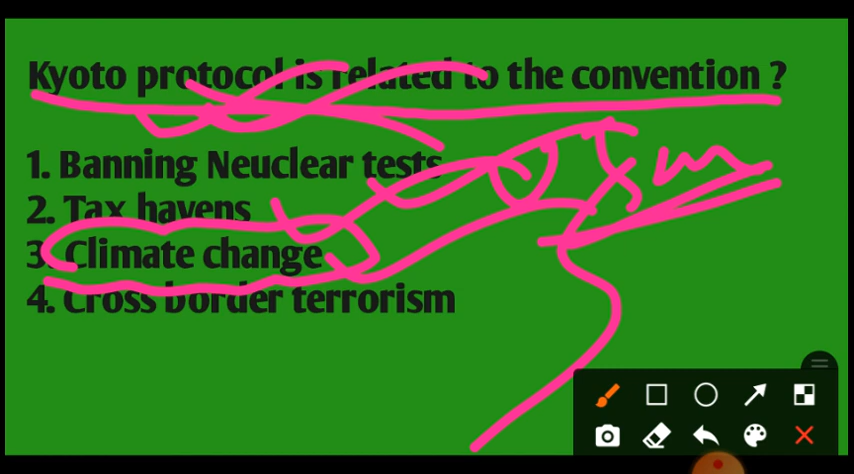 Kyoto protocol is related to the convention ?
1. Banning Neuclear tests
2. Tax havens
3. Climate change
4. Cross border terrorism